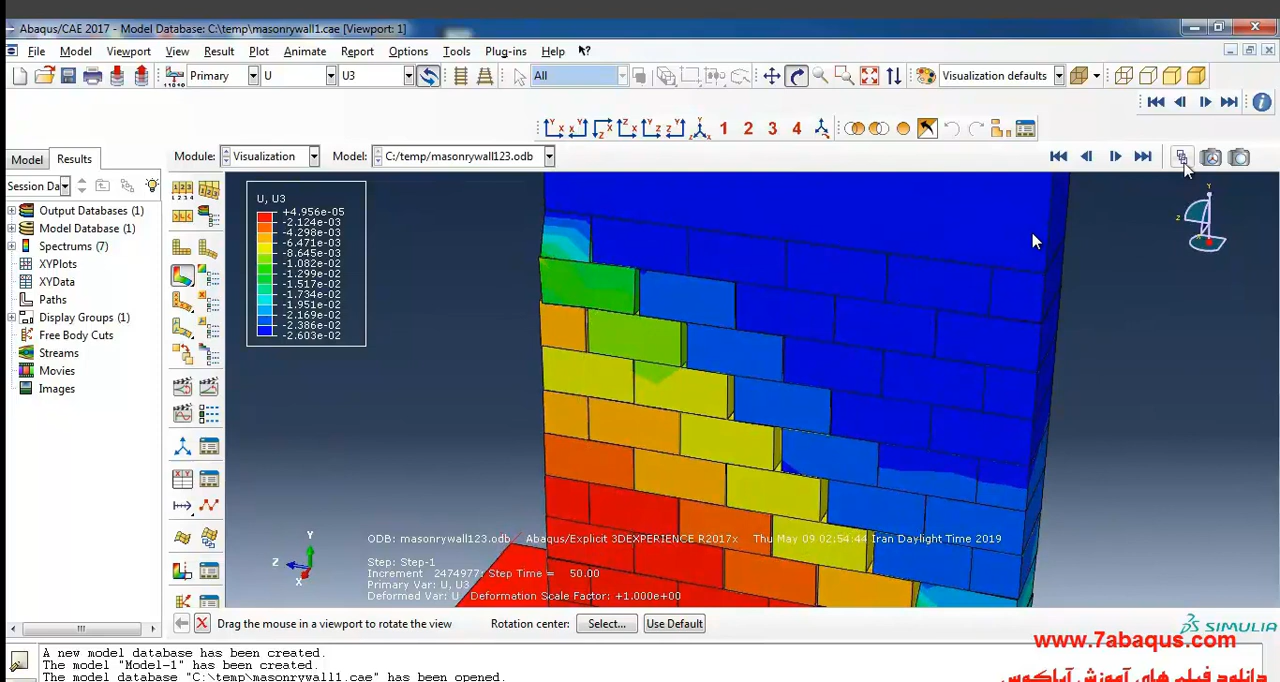 Abaqus/CAE 2017 - Model Database: C:\temp\masonrywall1.cae [Viewport: 1]
File Model Viewport View Result Plot Animate Report Options Tools Plug-ins Help
Primary U U3 All Visualization defaults
1 2 3 4
Model Results Module: Visualization Model: C:/temp/masonrywall123.odb
Session Da
Output Databases (1)
Model Database (1)
Spectrums (7)
XYPlots
XYData
Paths
Display Groups (1)
Free Body Cuts
Streams
Movies
Images
U, U3
+4.956e-05
-2.126e-03
-4.298e-03
-6.471e-03
-8.645e-03
-1.082e-02
-1.299e-02
-1.517e-02
-1.734e-02
-1.951e-02
-2.169e-02
-2.386e-02
-2.603e-02
Y
Z
X
ODB: masonrywall123.odb Abaqus/Explicit 3DEXPERIENCE R2017x Thu May 09 02:54:44 Iran Daylight Time 2019
Step: Step-1
Increment 2474977: Step Time = 50.00
Primary Var: U, U3
Deformed Var: U Deformation Scale Factor: +1.000e+00
Drag the mouse in a viewport to rotate the view Rotation center: Select... Use Default
SIMULIA
www.7abaqus.com
A new model database has been created.
The model "Model-1" has been created.
The model database "C:\temp\masonrywall1.cae" has been opened.
دانلود فیلم های آموزش آباکوس